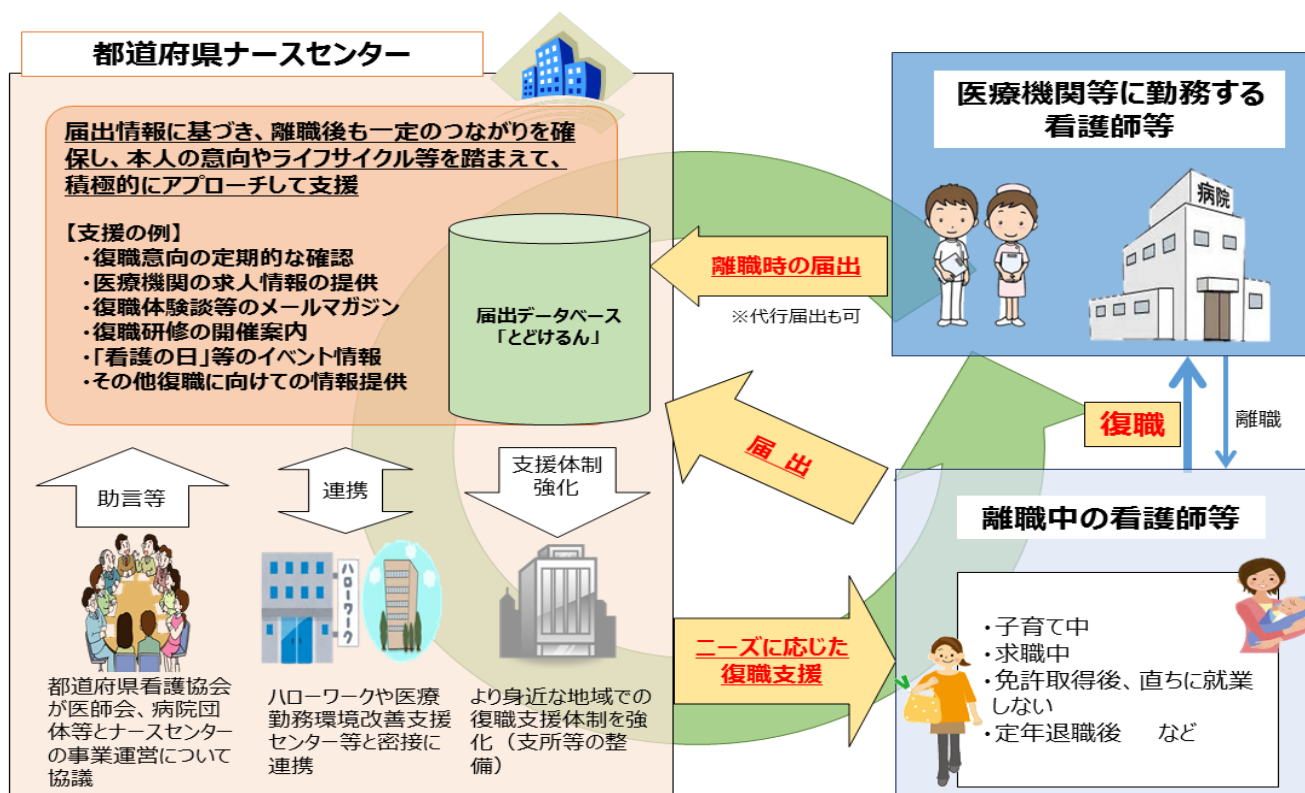 都道府県ナースセンター
届出情報に基づき、離職後も一定のつながりを確
保し、本人の意向やライフサイクル等を踏まえて、
積極的にアプローチして支援
【支援の例】
・復職意向の定期的な確認
・医療機関の求人情報の提供
・復職体験談等のメールマガジン
・復職研修の開催案内
・「看護の日」等のイベント情報
・その他復職に向けての情報提供
届出データベース
「とどけるん」
助言等
連携
支援体制
強化
ハローワーク
都道府県看護協会
が医師会、病院団
体等とナースセンター
の事業運営について
協議
ハローワークや医療
勤務環境改善支援
センター等と密接に
連携
より身近な地域での
復職支援体制を強
化（支所等の整
備）
離職時の届出
※代行届出も可
届 出
ニーズに応じた
復職支援
医療機関等に勤務する
看護師等
病院
復職
離職
離職中の看護師等
・子育て中
・求職中
・免許取得後、直ちに就業
しない
・定年退職後 など